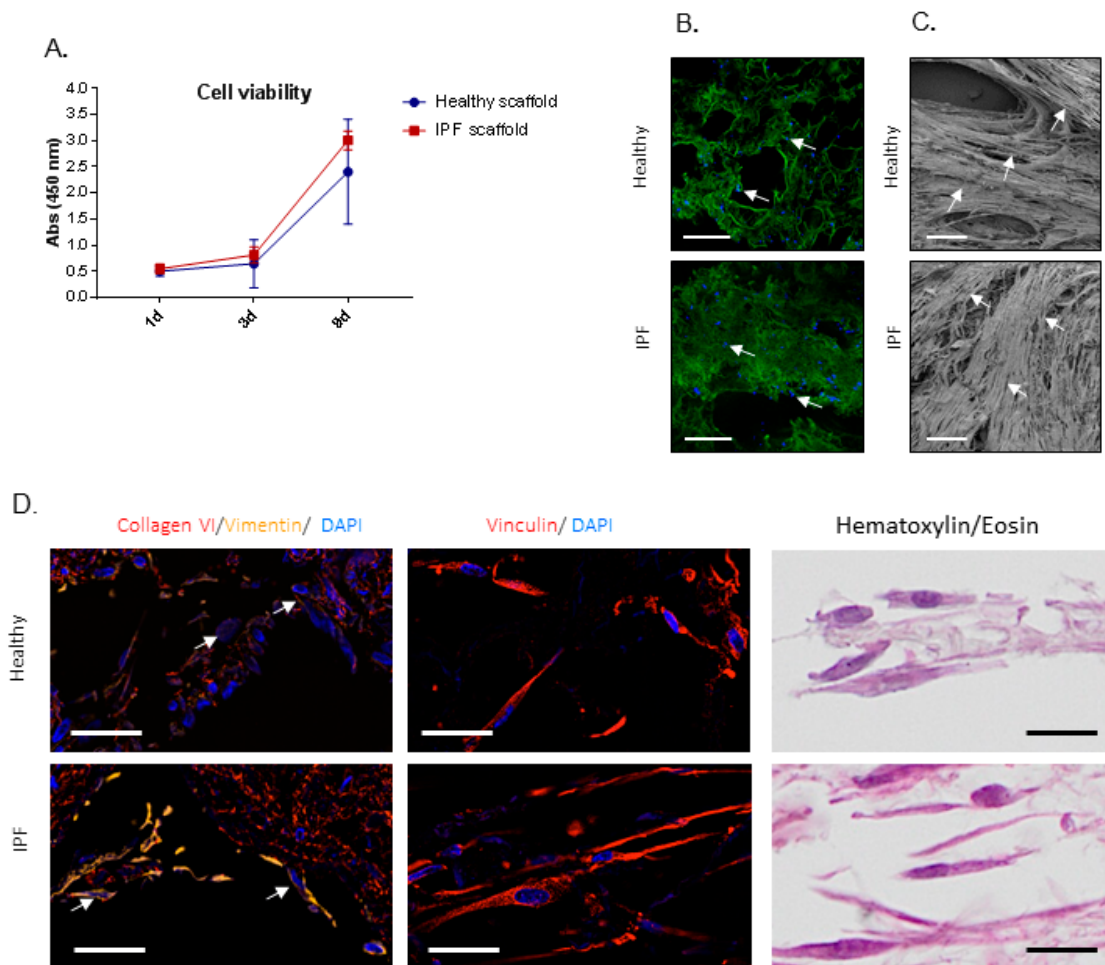 A.
Cell viability
Abs (450 nm)
4.0
3.5
3.0
2.5
2.0
1.5
1.0
0.5
0.0
1d
3d
8d
Healthy scaffold
IPF scaffold
B.
Healthy
IPF
C.
Healthy
IPF
D.
Collagen VI/Vimentin/ DAPI
Vinculin/ DAPI
Hematoxylin/Eosin
Healthy
IPF